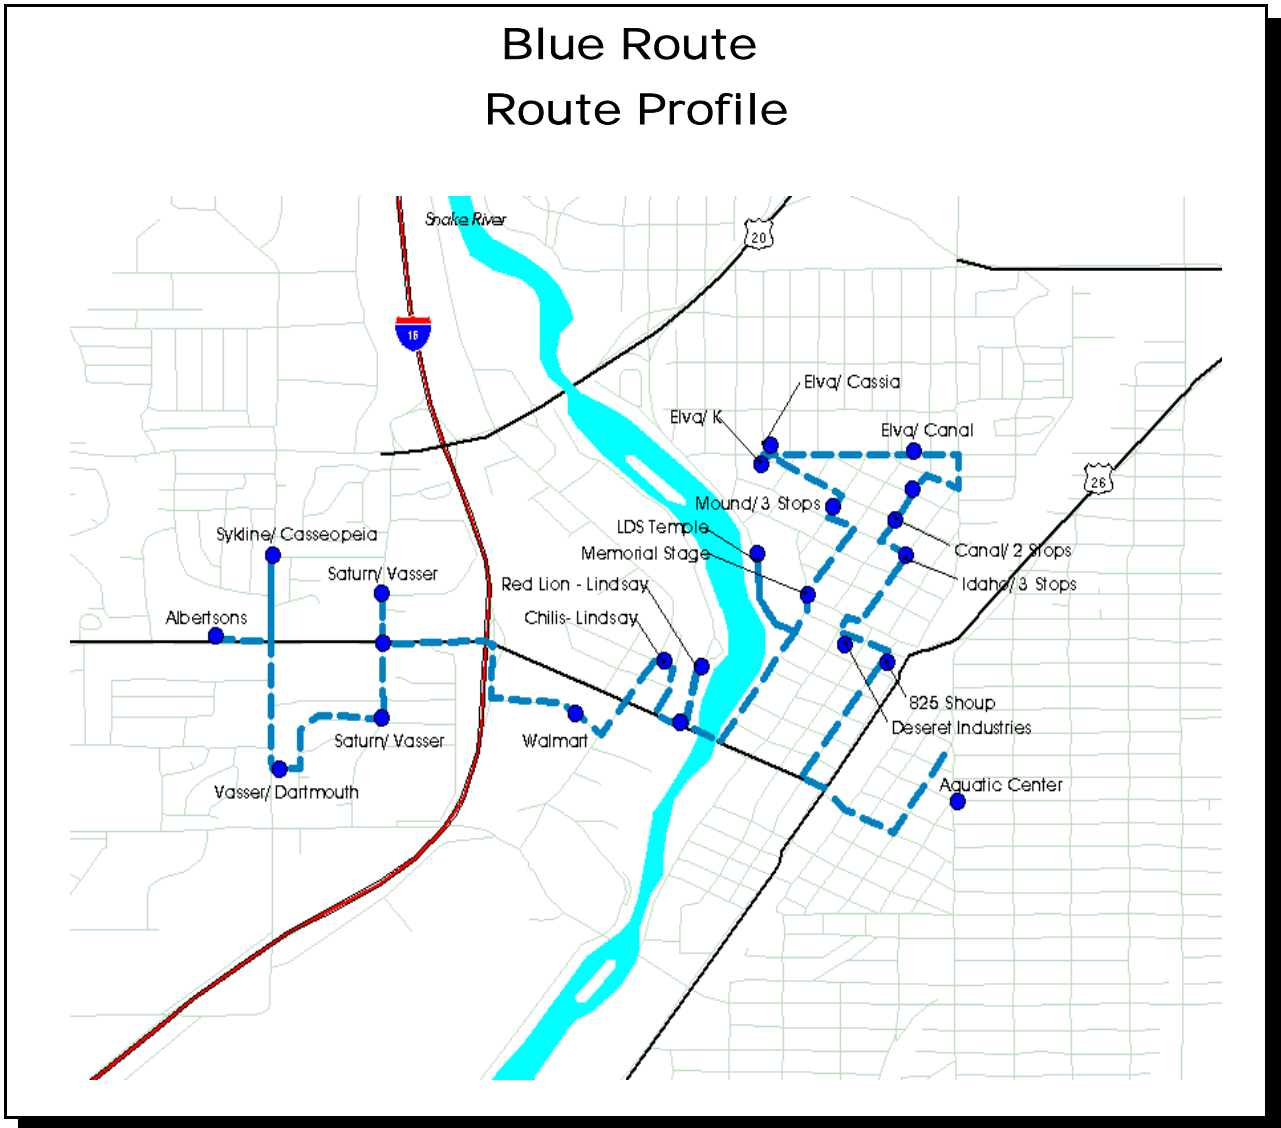 Blue Route
Route Profile
Snake River
20
16
Elva/ Cassia
Elva/ K
Elva/ Canal
26
Mound/ 3 Stops
LDS Temple
Sykline/ Casseopeia
Memorial Stage
Canal/ 2 Stops
Saturn/ Vasser
Red Lion - Lindsay
Idaho/ 3 Stops
Albertsons
Chilis- Lindsay
825 Shoup
Deseret Industries
Saturn/ Vasser
Walmart
Aquatic Center
Vasser/ Dartmouth